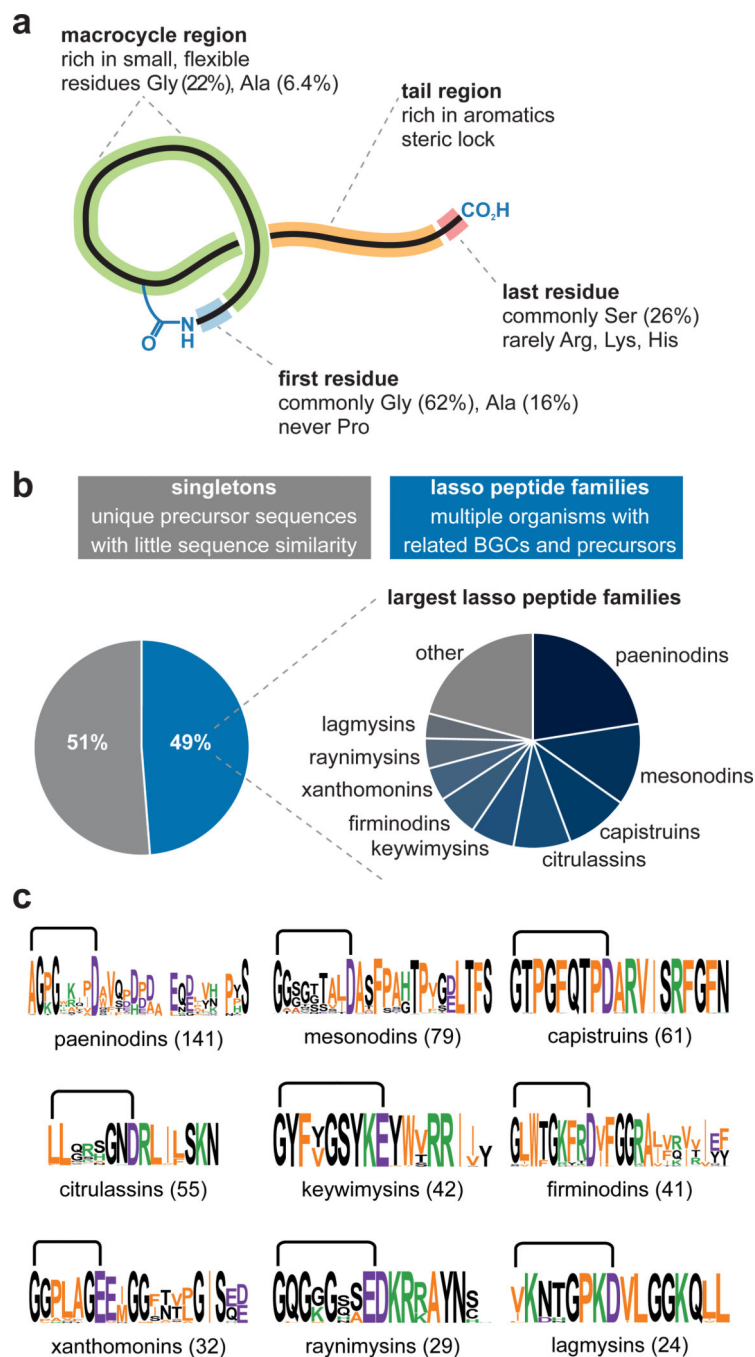 a
macrocycle region
rich in small, flexible
residues Gly (22%), Ala (6.4%)
tail region
rich in aromatics
steric lock
CO2H
N
H
O
last residue
commonly Ser (26%)
rarely Arg, Lys, His
first residue
commonly Gly (62%), Ala (16%)
never Pro
b
singletons
unique precursor sequences
with little sequence similarity
lasso peptide families
multiple organisms with
related BGCs and precursors
largest lasso peptide families
51%
49%
other
paeninodins
lagmysins
raynimysins
mesonodins
xanthomonins
firminodins
capistruins
keywimysins
citrulassins
c
paeninodins (141)
mesonodins (79)
GTPGFQTPDARVISRFGFN
capistruins (61)
citrulassins (55)
keywimysins (42)
firminodins (41)
xanthomonins (32)
raynimysins (29)
lagmysins (24)